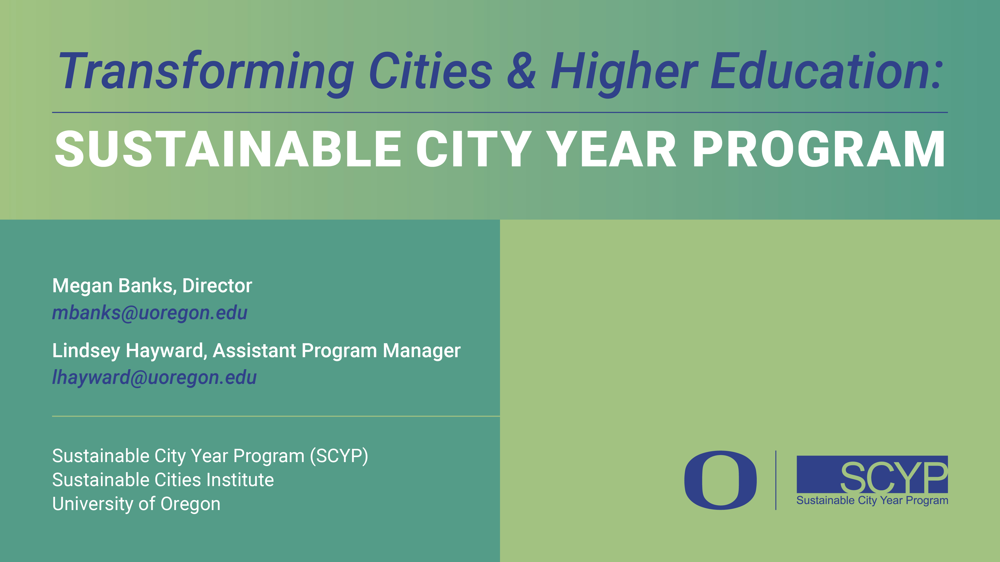 Transforming Cities & Higher Education:
SUSTAINABLE CITY YEAR PROGRAM
Megan Banks, Director
mbanks@uoregon.edu
Lindsey Hayward, Assistant Program Manager
lhayward@uoregon.edu
Sustainable City Year Program (SCYP)
Sustainable Cities Institute
University of Oregon
O
SCYP
Sustainable City Year Program